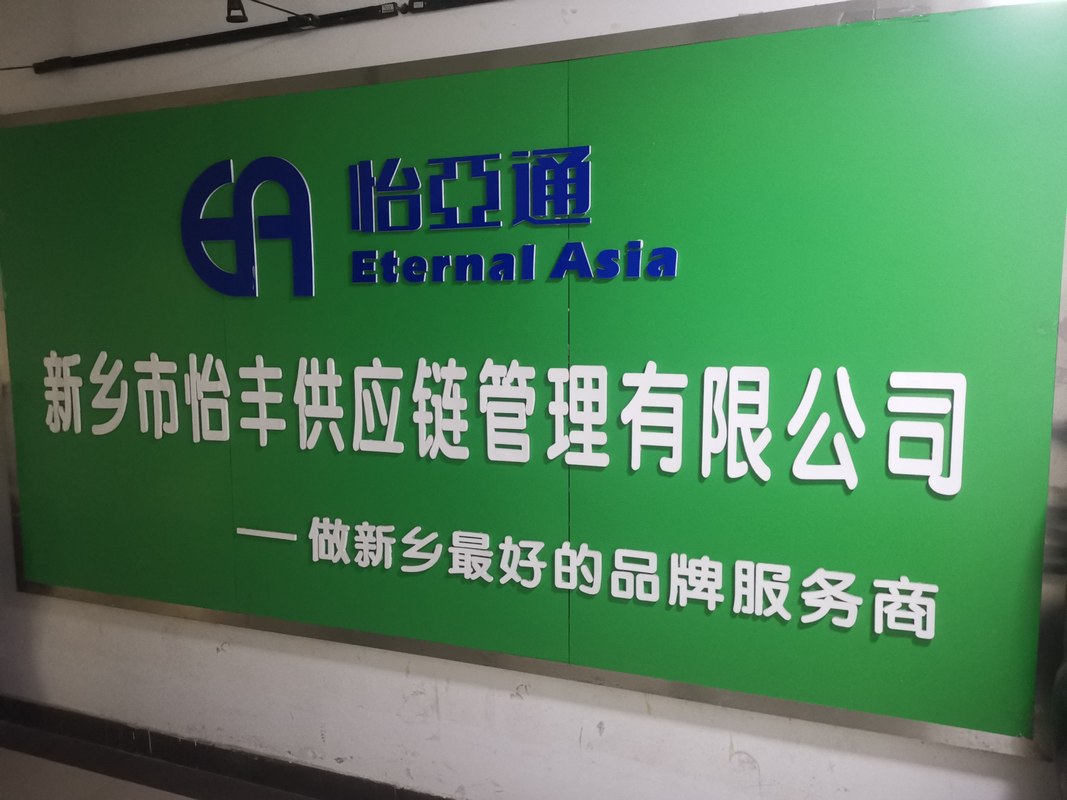 EA
怡亞通
Eternal Asia
新乡市怡丰供应链管理有限公司
—做新乡最好的品牌服务商